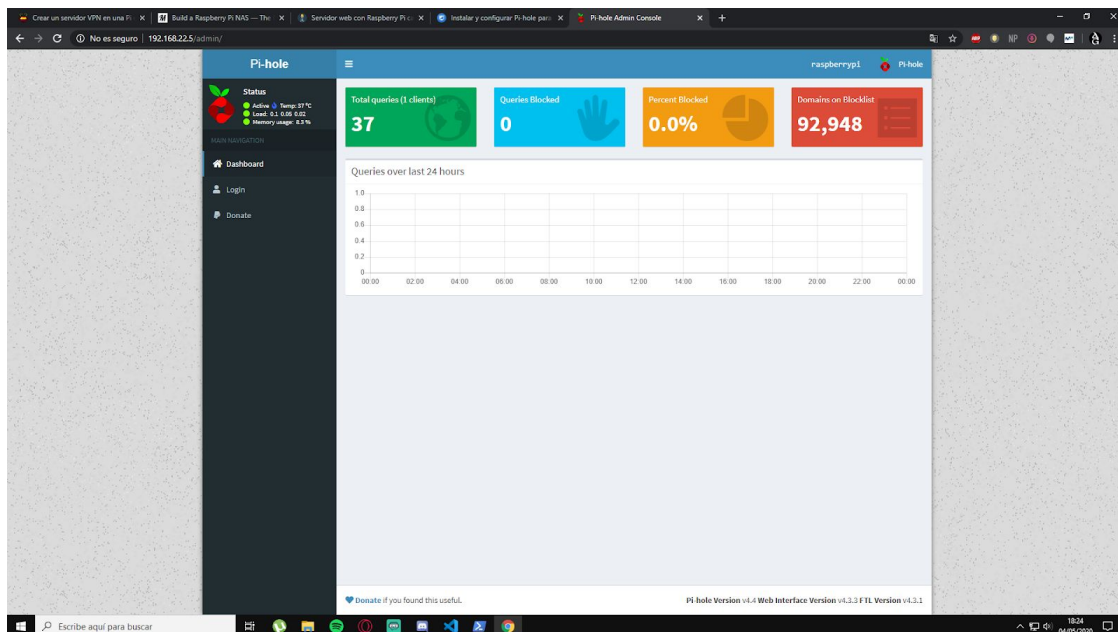 Crear un servidor VPN en una Pi
Build a Raspberry Pi NAS — The
Servidor web con Raspberry Pi
Instalar y configurar Pi-hole para
Pi-hole Admin Console
No es seguro | 192.168.22.5/admin/
NP
Pi-hole
raspberrypi
Pi-hole
Status
Active Temp: 37 °C
Load: 0.1 0.05 0.02
Memory usage: 8.3 %
MAIN NAVIGATION
Dashboard
Login
Donate
Total queries (1 clients)
37
Queries Blocked
0
Percent Blocked
0.0%
Domains on Blocklist
92,948
Queries over last 24 hours
1.0
0.8
0.6
0.4
0.2
0
00:00 02:00 04:00 06:00 08:00 10:00 12:00 14:00 16:00 18:00 20:00 22:00 00:00
Donate if you found this useful.
Pi-hole Version v4.4 Web Interface Version v4.3.3 FTL Version v4.3.1
Escribe aquí para buscar
18:24
04/05/2020